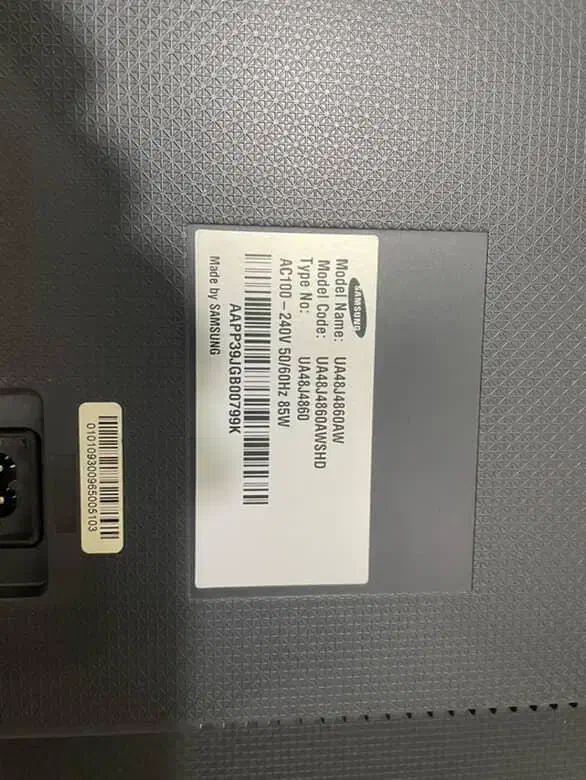 SAMSUNG
Model Name: UA48J4860AW
Model Code: UA48J4860AWSHD
Type No: UA48J4860
AC100 – 240V 50/60Hz 85W
AAPP39JGB00799K
Made by SAMSUNG
010109300965005103